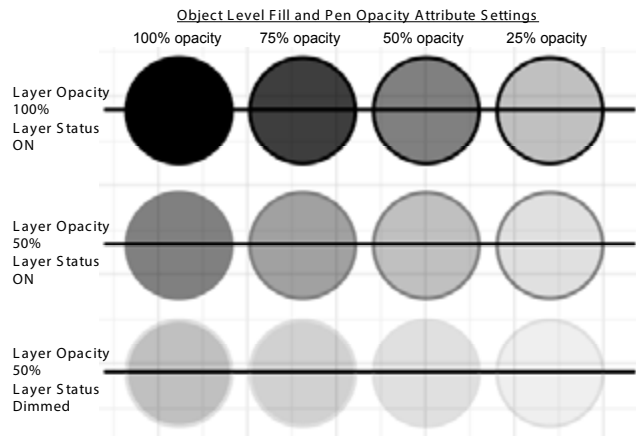 Object Level Fill and Pen Opacity Attribute Settings
100% opacity 75% opacity 50% opacity 25% opacity
Layer Opacity
100%
Layer Status
ON
Layer Opacity
50%
Layer Status
ON
Layer Opacity
50%
Layer Status
Dimmed